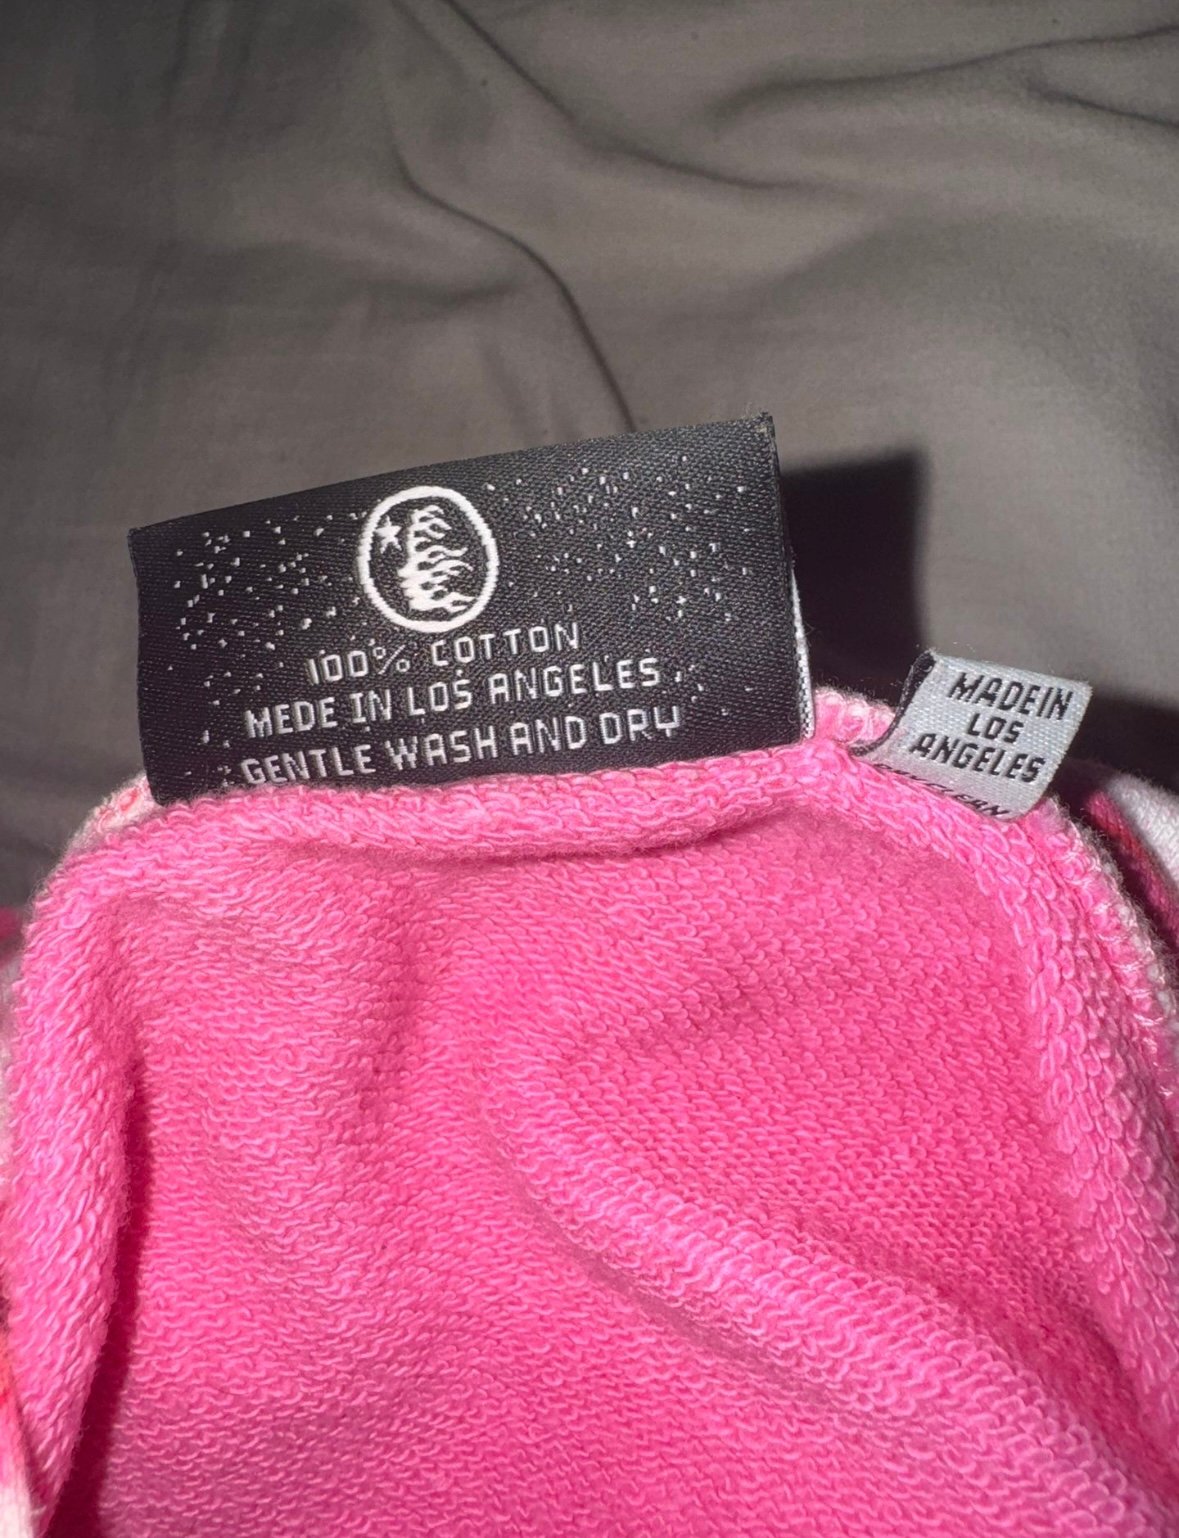 100% COTTON
MEDE IN LOS ANGELES
GENTLE WASH AND DRY
MADEIN
LOS
ANGELES